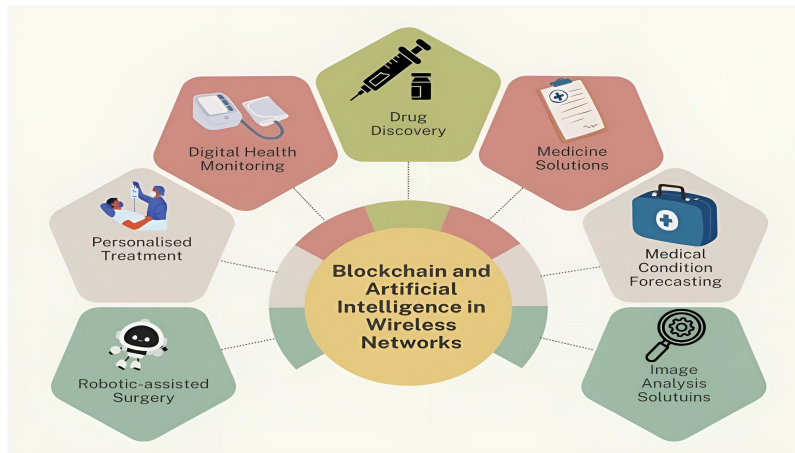 Drug
Discovery
Digital Health
Monitoring
Medicine
Solutions
Personalised
Treatment
Medical
Condition
Forecasting
Blockchain and
Artificial
Intelligence in
Wireless
Networks
Robotic-assisted
Surgery
Image
Analysis
Solutuins